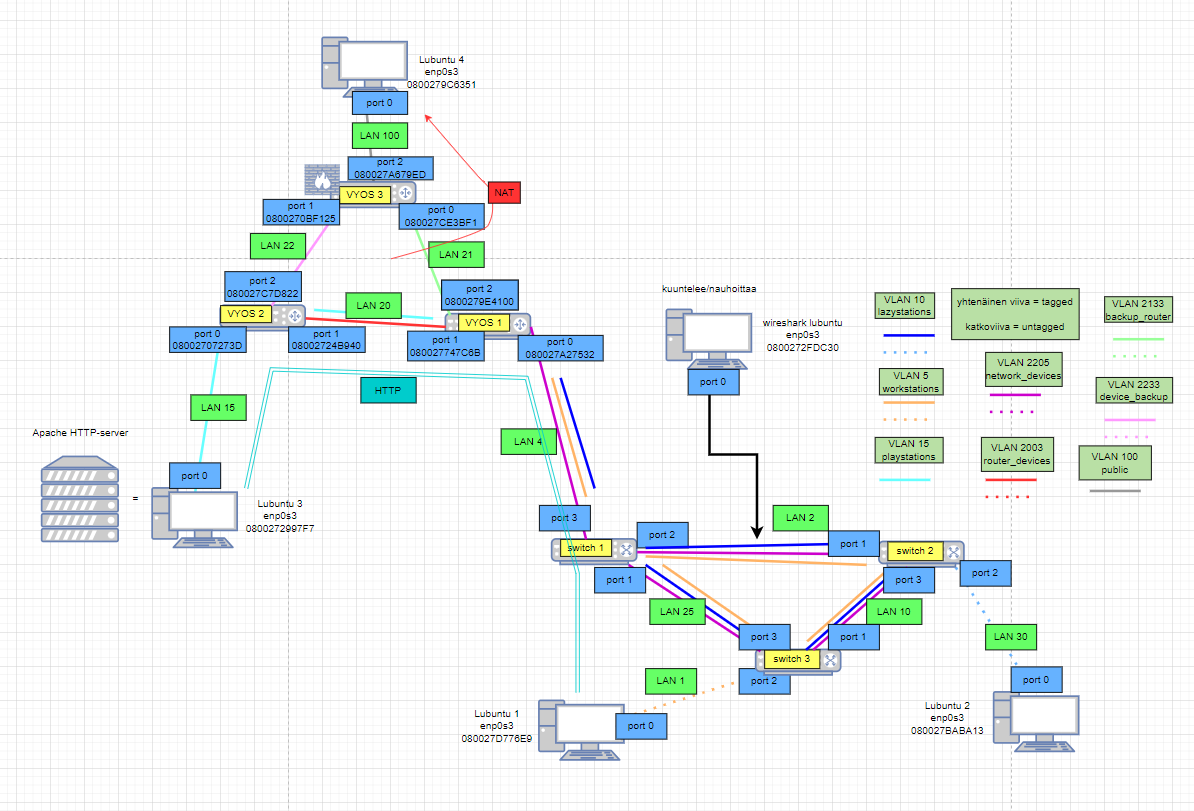 Lubuntu 4
enp0s3
0800279C6351
port 0
LAN 100
port 2
080027A679ED
VYOS 3
NAT
port 1
0800270BF125
port 0
080027CE3BF1
LAN 22
LAN 21
port 2
080027C7D822
port 2
0800279E4100
LAN 20
VYOS 2
VYOS 1
port 0
08002707273D
port 1
08002724B940
port 1
080027747C6B
port 0
080027A27532
kuuntelee/nauhoittaa
wireshark lubuntu
enp0s3
0800272FDC30
port 0
VLAN 10
lazystations
yhtenäinen viiva = tagged
katkoviiva = untagged
VLAN 2133
backup_router
VLAN 5
workstations
VLAN 2205
network_devices
VLAN 2233
device_backup
VLAN 15
playstations
VLAN 2003
router_devices
VLAN 100
public
HTTP
LAN 15
LAN 4
Apache HTTP-server
=
port 0
Lubuntu 3
enp0s3
0800272997F7
port 3
port 2
LAN 2
port 1
switch 1
switch 2
port 1
port 3
port 2
LAN 25
LAN 10
port 3
port 1
LAN 30
switch 3
LAN 1
port 2
port 0
Lubuntu 1
enp0s3
080027D776E9
port 0
Lubuntu 2
enp0s3
080027BABA13